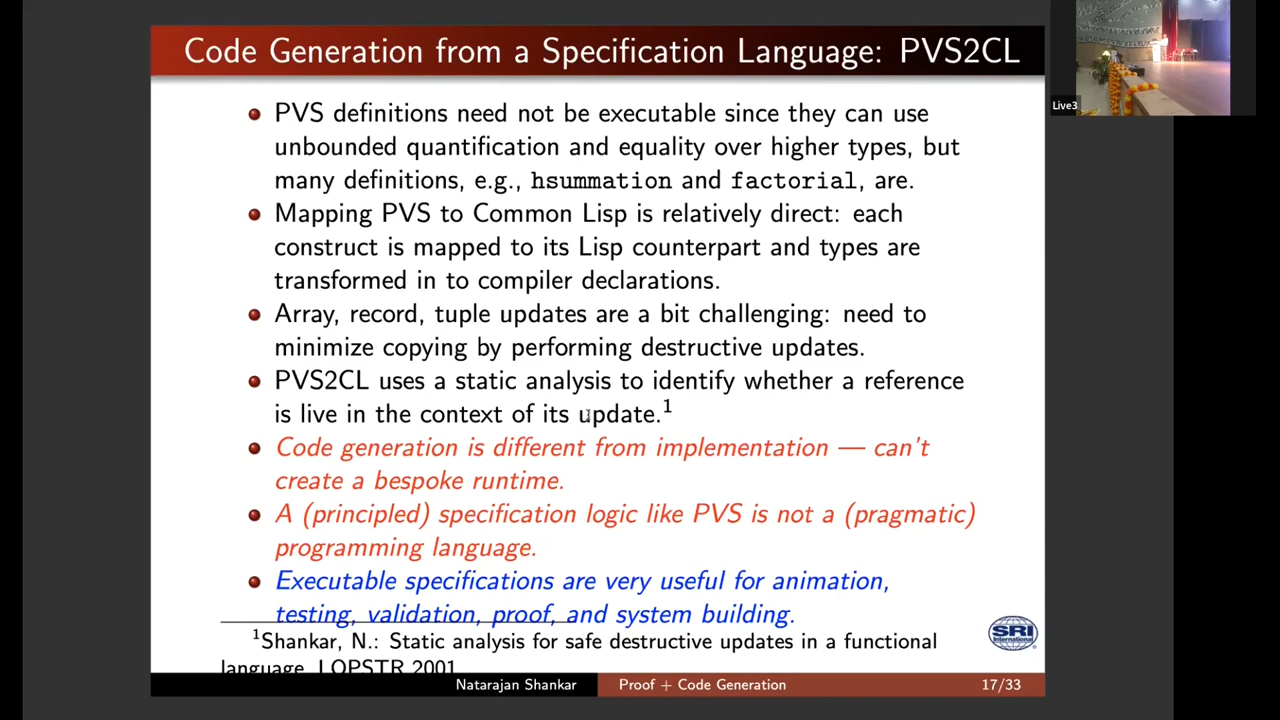 Code Generation from a Specification Language: PVS2CL
Live3
PVS definitions need not be executable since they can use
unbounded quantification and equality over higher types, but
many definitions, e.g., hsummation and factorial, are.
Mapping PVS to Common Lisp is relatively direct: each
construct is mapped to its Lisp counterpart and types are
transformed in to compiler declarations.
Array, record, tuple updates are a bit challenging: need to
minimize copying by performing destructive updates.
PVS2CL uses a static analysis to identify whether a reference
is live in the context of its update.1
Code generation is different from implementation — can't
create a bespoke runtime.
A (principled) specification logic like PVS is not a (pragmatic)
programming language.
Executable specifications are very useful for animation,
testing, validation, proof, and system building.
1Shankar, N.: Static analysis for safe destructive updates in a functional
language. LOPSTR 2001
SRI International
Natarajan Shankar Proof + Code Generation 17/33